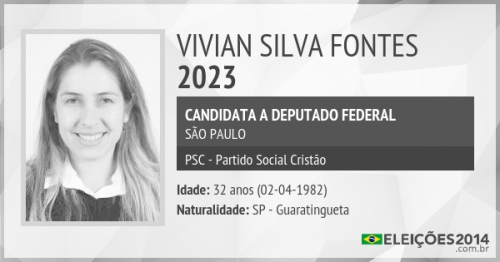 VIVIAN SILVA FONTES
2023
CANDIDATA A DEPUTADO FEDERAL
SÃO PAULO
PSC - Partido Social Cristão
Idade: 32 anos (02-04-1982)
Naturalidade: SP - Guaratingueta
ELEIÇÕES2014
.com.br